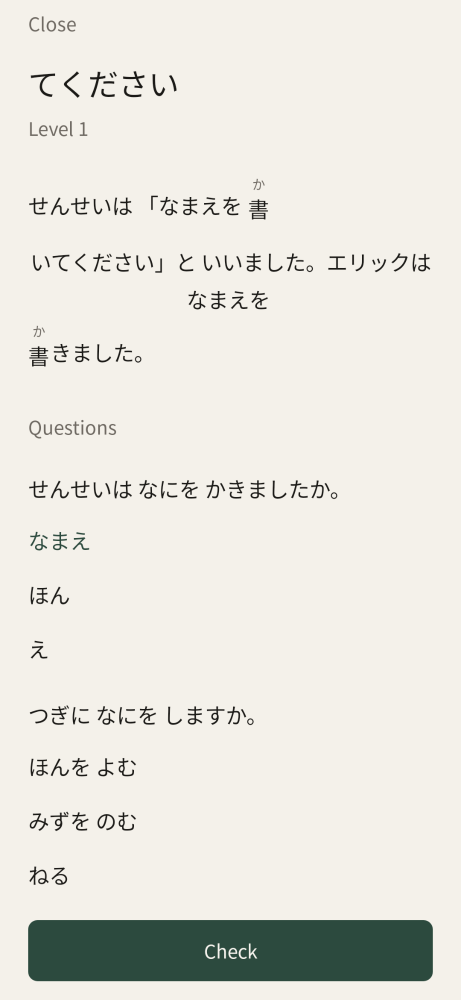 Close
てください
Level 1
せんせいは 「なまえを 書
か
いてください」と いいました。エリックは
なまえを
書きました。
か
Questions
せんせいは なにを かきましたか。
なまえ
ほん
え
つぎに なにを しますか。
ほんを よむ
みずを のむ
ねる
Check